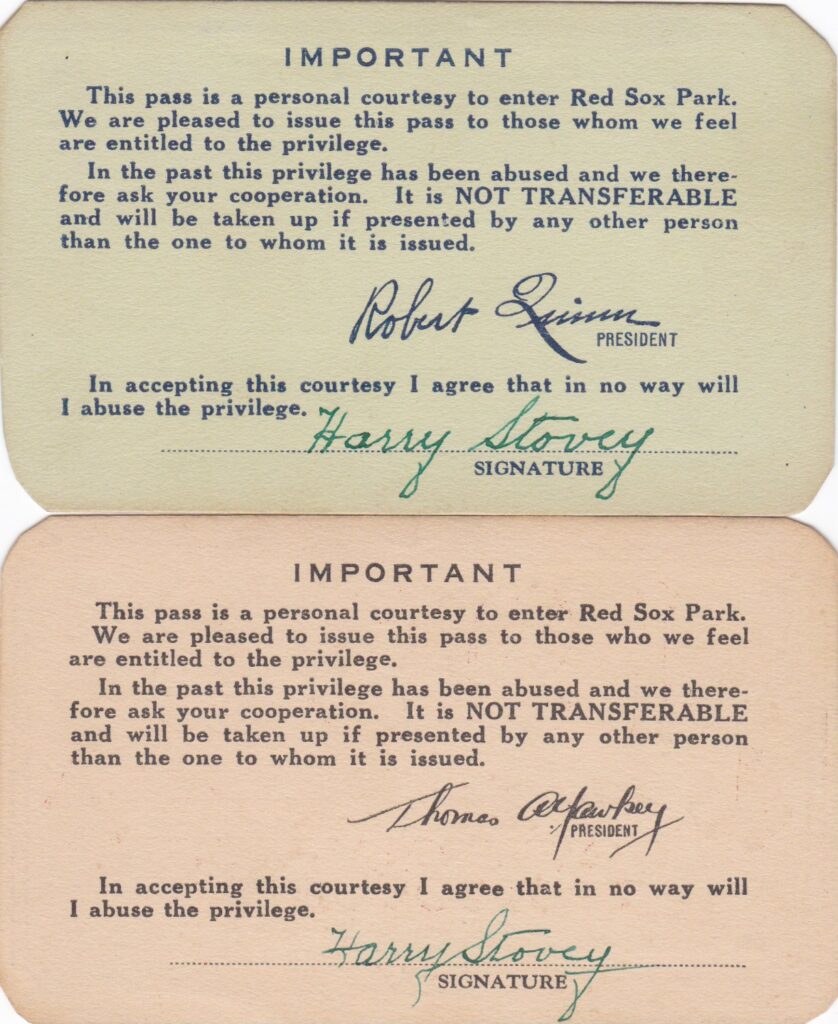 IMPORTANT
This pass is a personal courtesy to enter Red Sox Park.
We are pleased to issue this pass to those whom we feel
are entitled to the privilege.
In the past this privilege has been abused and we there-
fore ask your cooperation. It is NOT TRANSFERABLE
and will be taken up if presented by any other person
than the one to whom it is issued.
Robert Quinn
PRESIDENT
In accepting this courtesy I agree that in no way will
I abuse the privilege.
Harry Stovey
SIGNATURE
IMPORTANT
This pass is a personal courtesy to enter Red Sox Park.
We are pleased to issue this pass to those who we feel
are entitled to the privilege.
In the past this privilege has been abused and we there-
fore ask your cooperation. It is NOT TRANSFERABLE
and will be taken up if presented by any other person
than the one to whom it is issued.
Thomas A Yawkey
PRESIDENT
In accepting this courtesy I agree that in no way will
I abuse the privilege.
Harry Stovey
SIGNATURE